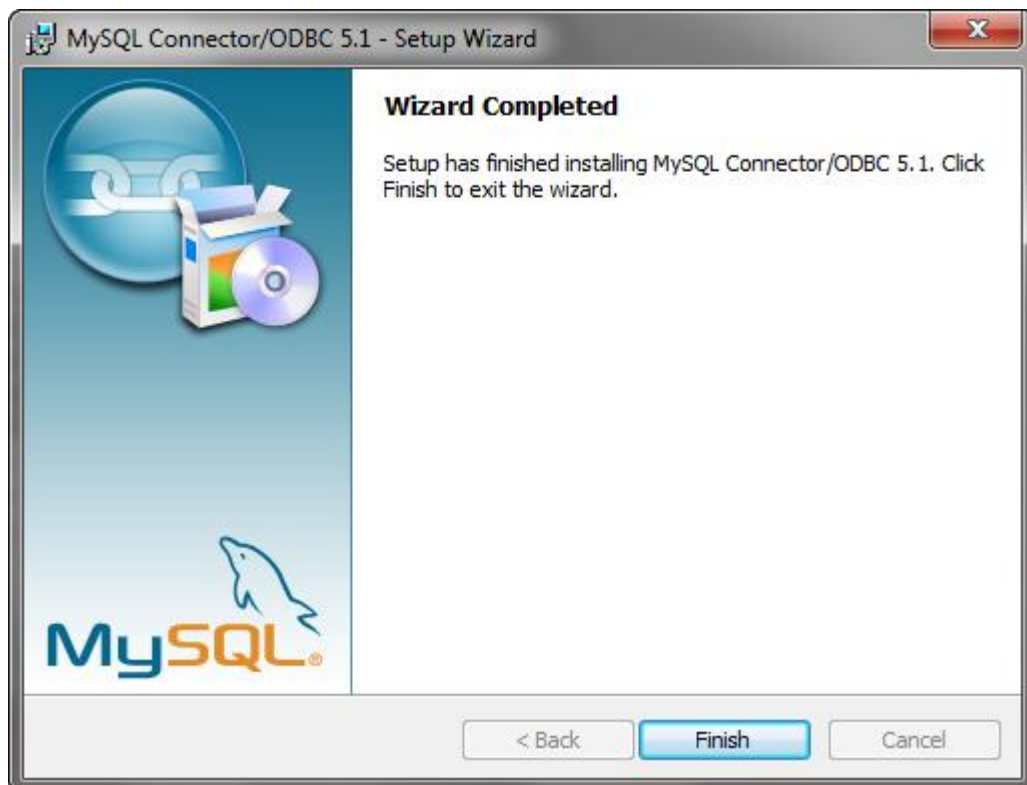 MySQL Connector/ODBC 5.1 - Setup Wizard
Wizard Completed
Setup has finished installing MySQL Connector/ODBC 5.1. Click
Finish to exit the wizard.
MySQL®
< Back
Finish
Cancel